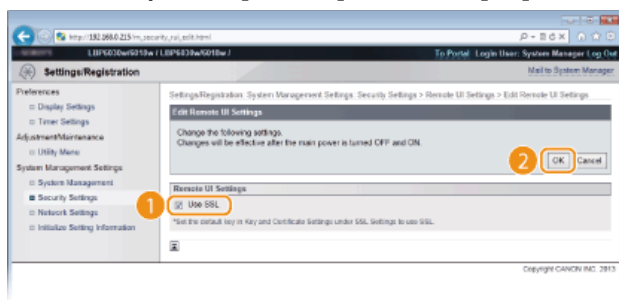 http://192.168.0.215/m_security_rui_edit.html
LBP6030w/6018w / LBP6030w/6018w /
To Portal Login User: System Manager Log Out
Settings/Registration
Mail to System Manager
Preferences
Display Settings
Timer Settings
Adjustment/Maintenance
Utility Menu
System Management Settings
System Management
Security Settings
Network Settings
Initialize Setting Information
Settings/Registration: System Management Settings: Security Settings > Remote UI Settings > Edit Remote UI Settings
Edit Remote UI Settings
Change the following settings.
Changes will be effective after the main power is turned OFF and ON.
2
OK
Cancel
Remote UI Settings
1
Use SSL
*Set the default key in Key and Certificate Settings under SSL Settings to use SSL.
Copyright CANON INC. 2013